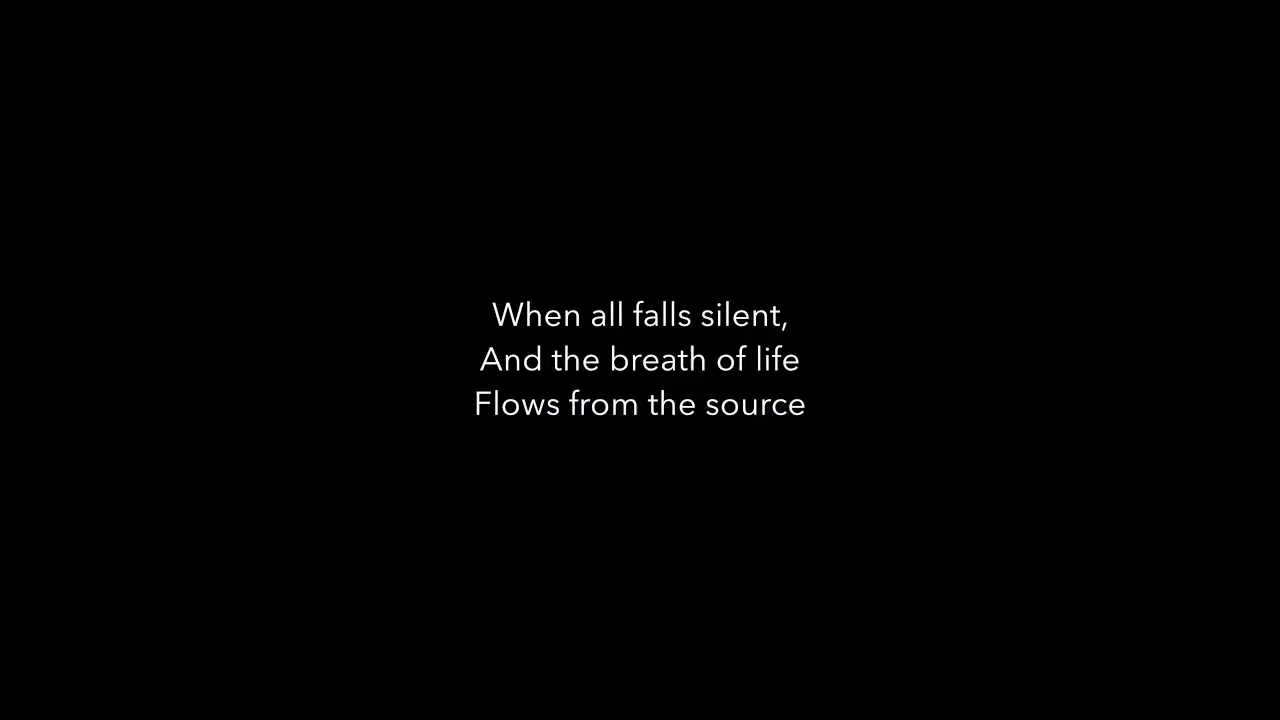 When all falls silent,
And the breath of life
Flows from the source